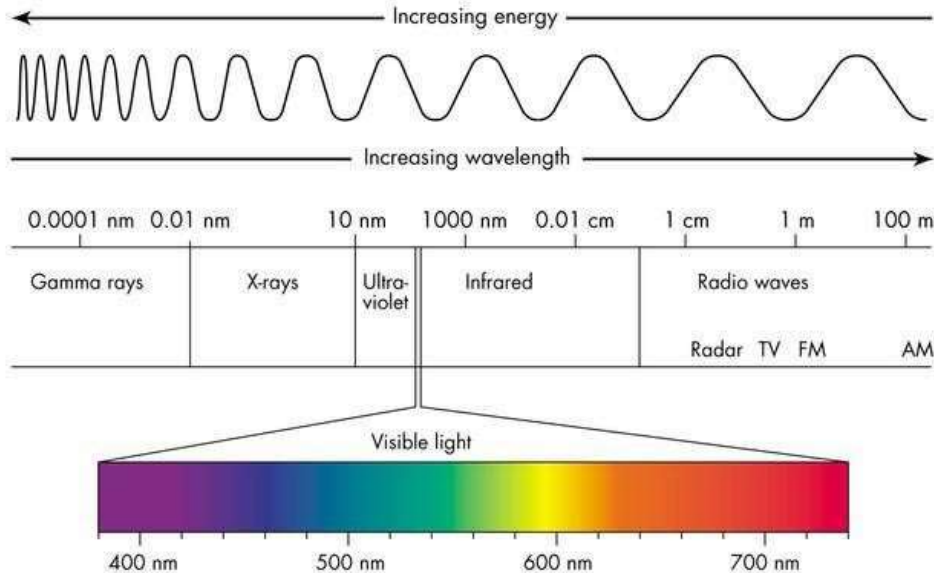 Increasing energy
Increasing wavelength
0.0001 nm 0.01 nm 10 nm 1000 nm 0.01 cm 1 cm 1 m 100 m
Gamma rays X-rays Ultra- Infrared Radio waves
violet
Radar TV FM AM
Visible light
400 nm 500 nm 600 nm 700 nm